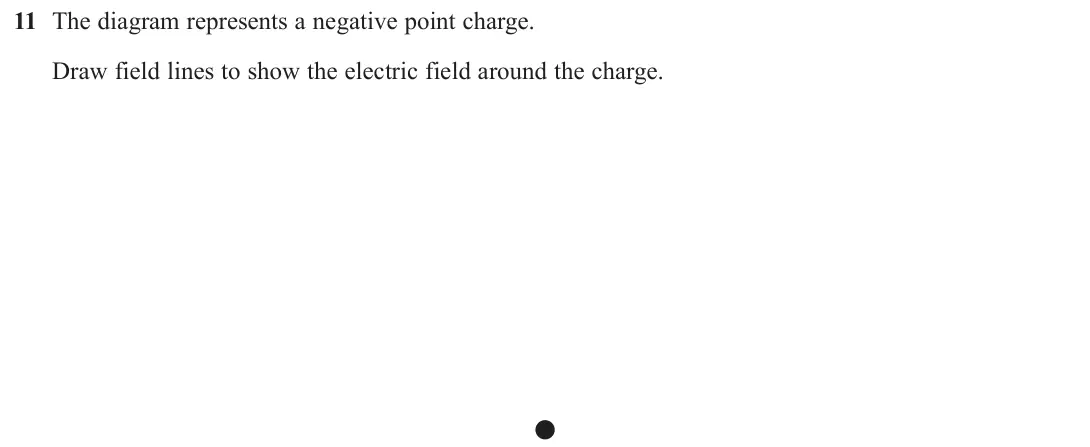 11 The diagram represents a negative point charge.
Draw field lines to show the electric field around the charge.